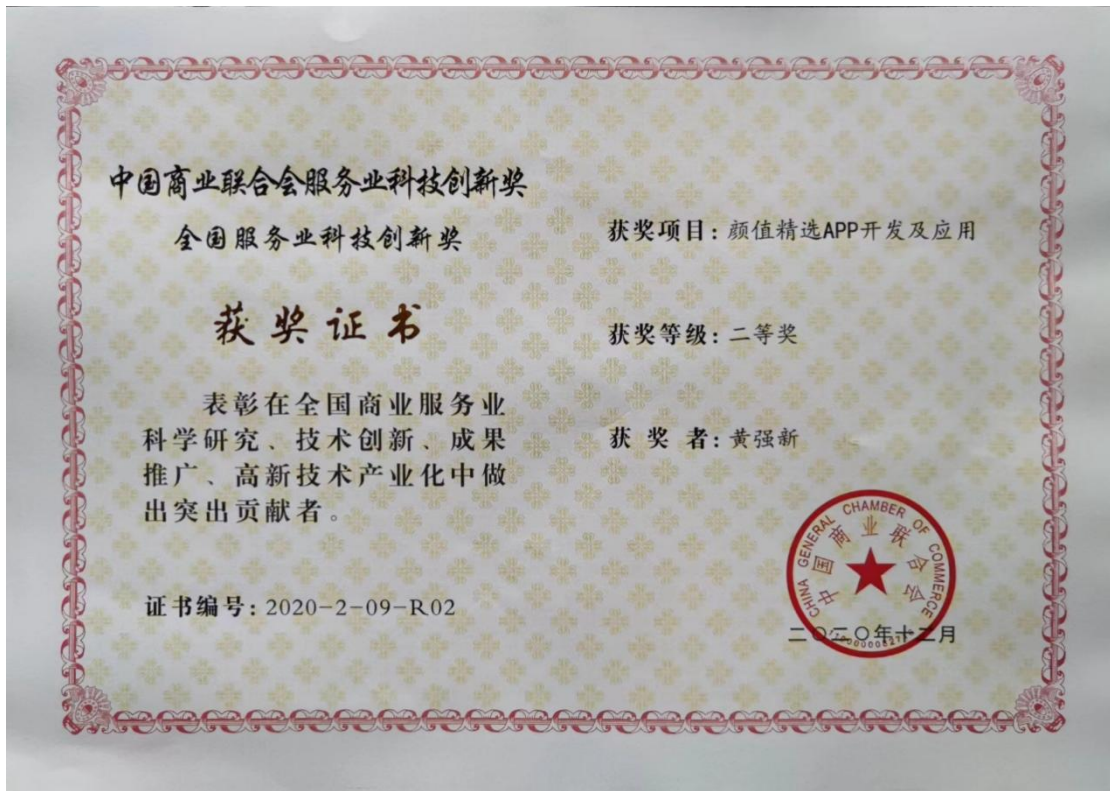 中国商业联合会服务业科技创新奖
全国服务业科技创新奖
获奖证书
表彰在全国商业服务业
科学研究、技术创新、成果
推广、高新技术产业化中做
出突出贡献者。
证书编号：2020-2-09-R02
获奖项目：颜值精选APP开发及应用
获奖等级：二等奖
获 奖 者：黄强新
CHINA GENERAL CHAMBER OF COMMERCE
中国商业联合会
二〇二〇年十二月